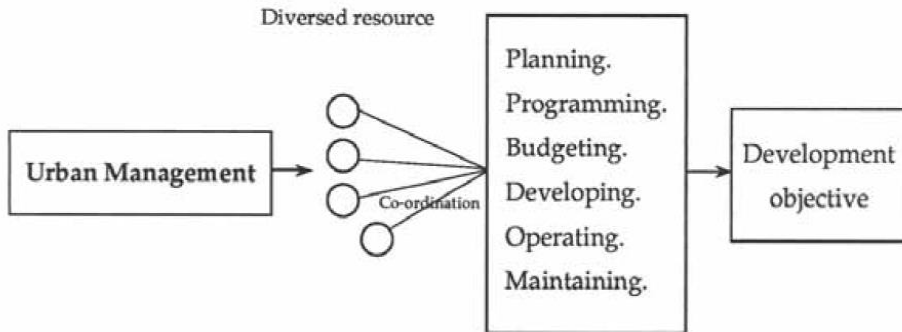 Diversed resource
Urban Management
Co-ordination
Planning.
Programming.
Budgeting.
Developing.
Operating.
Maintaining.
Development
objective